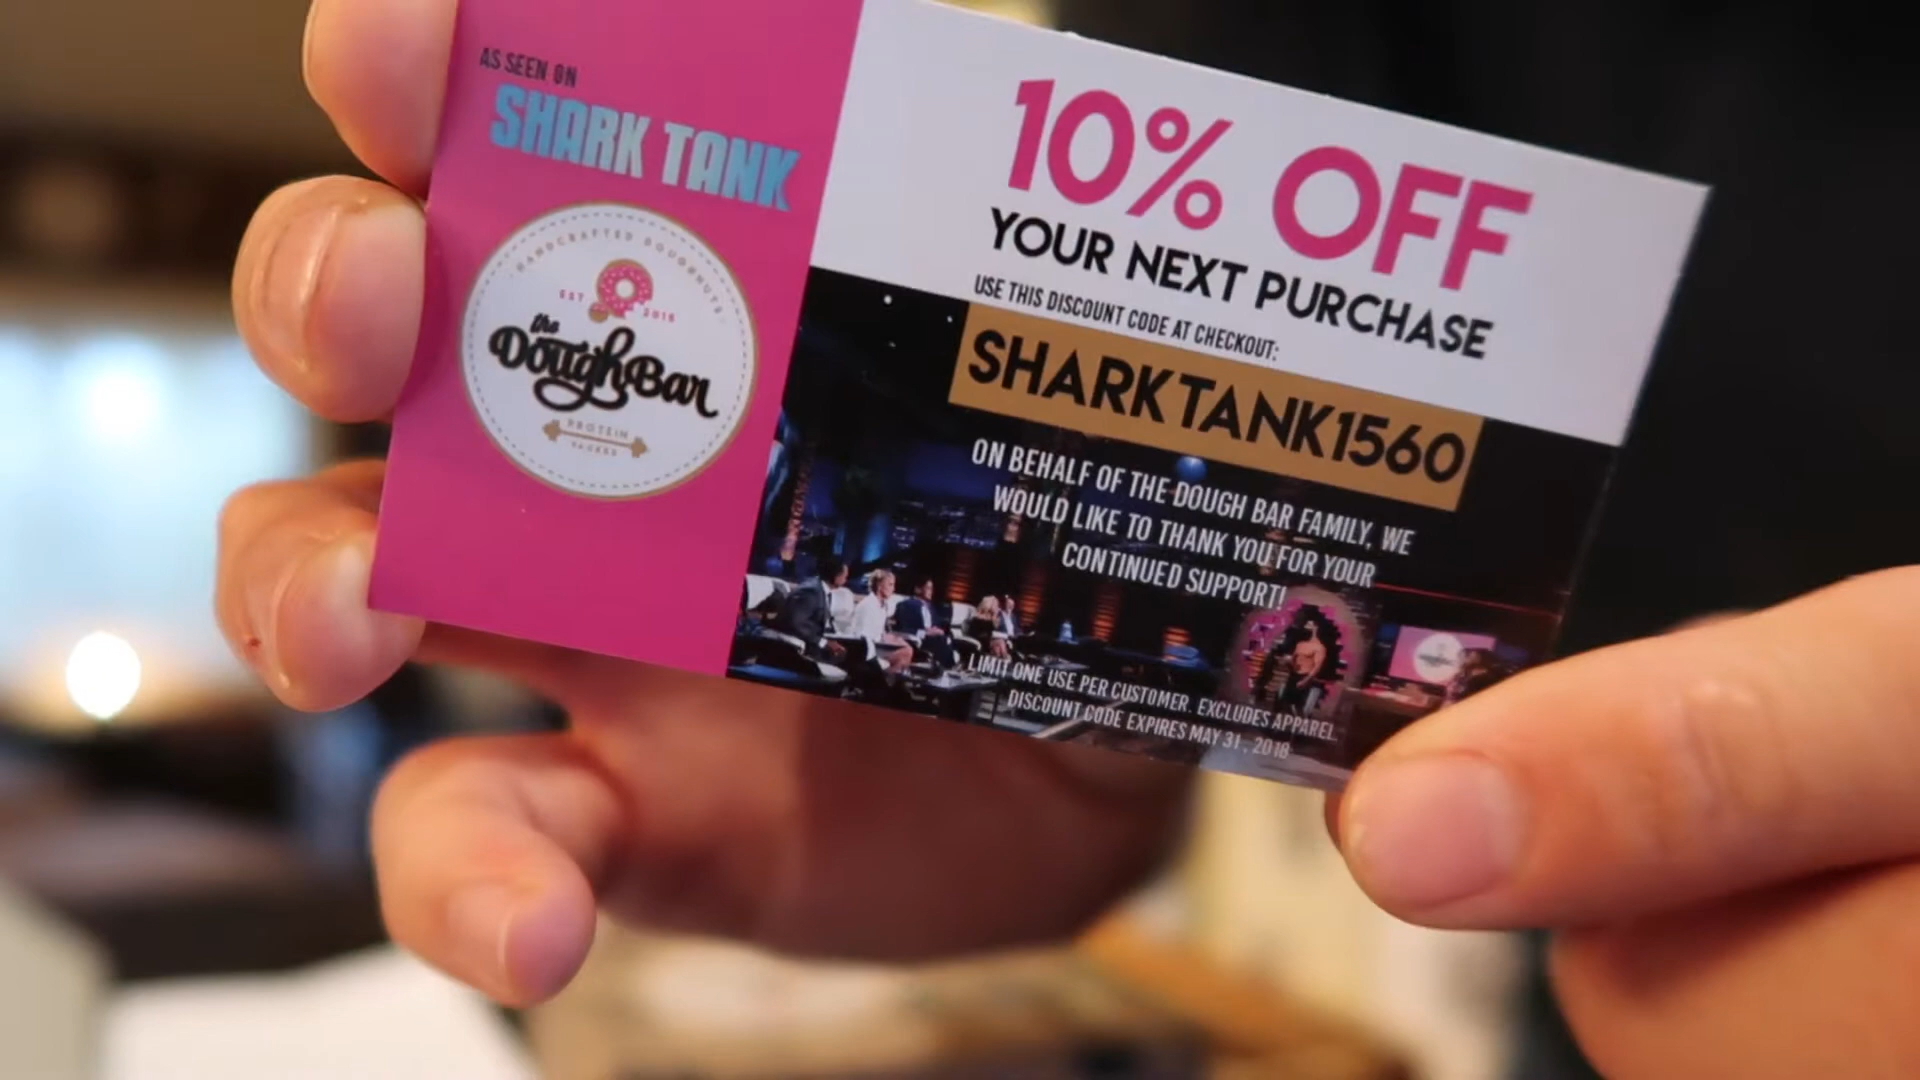 AS SEEN ON
SHARK TANK
HANDCRAFTED DOUGHNUTS
EST 2016
the
DoughBar
PROTEIN
PACKED
10% OFF
YOUR NEXT PURCHASE
USE THIS DISCOUNT CODE AT CHECKOUT:
SHARKTANK1560
ON BEHALF OF THE DOUGH BAR FAMILY, WE
WOULD LIKE TO THANK YOU FOR YOUR
CONTINUED SUPPORT!
LIMIT ONE USE PER CUSTOMER. EXCLUDES APPAREL.
DISCOUNT CODE EXPIRES MAY 31, 2018